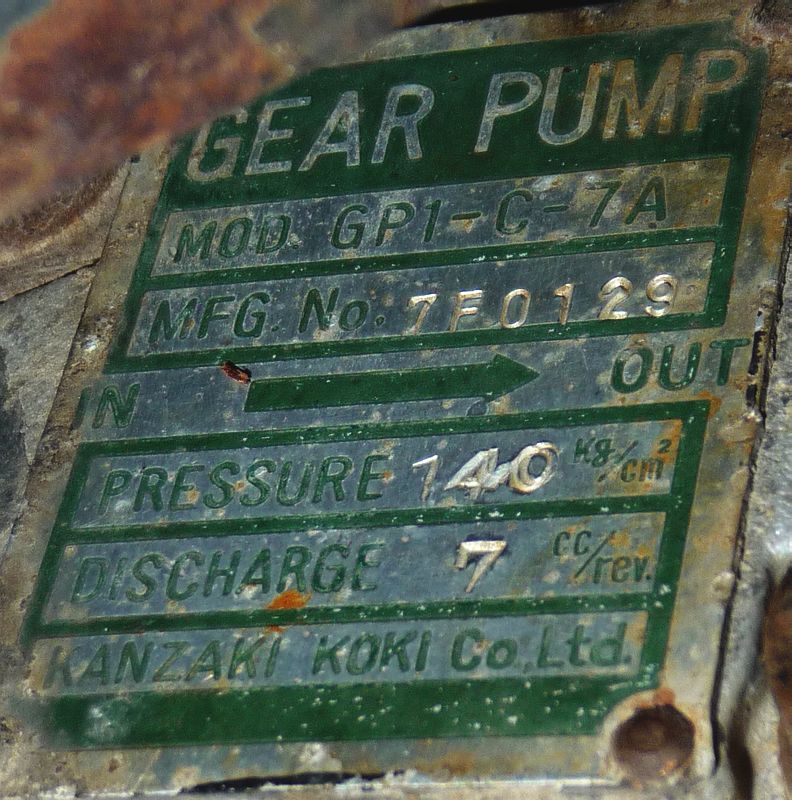 GEAR PUMP
MOD. GP1-C-7A
MFG. No. 7F0129
IN OUT
PRESSURE 140 Kg/cm²
DISCHARGE 7 cc/rev.
KANZAKI KOKI Co.,Ltd.